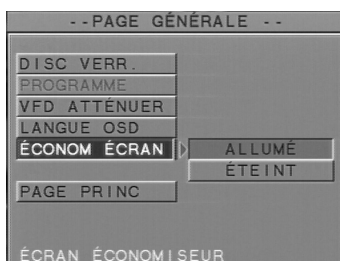 --PAGE GÉNÉRALE --
DISC VERR.
PROGRAMME
VFD ATTÉNUER
LANGUE OSD
ÉCONOM ÉCRAN
ALLUMÉ
ÉTEINT
PAGE PRINC
ÉCRAN ÉCONOMISEUR